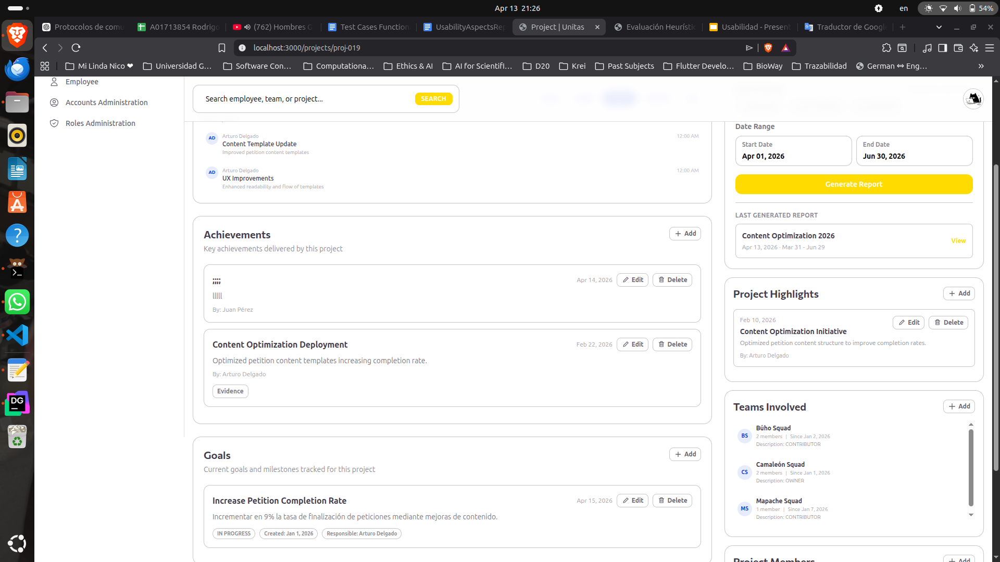 Apr 13 21:26
en
54%
Protocolos de comu
A01713854 Rodrigo
(762) Hombres G
Test Cases Function
UsabilityAspectsRep
Project | Unitas
Evaluación Heurístic
Usabilidad - Present
Traductor de Google
localhost:3000/projects/proj-019
Mi Linda Nico ❤
Universidad G...
Software Con...
Computationa...
Ethics & AI
AI for Scientifi...
D20
Krei
Past Subjects
Flutter Develo...
BioWay
Trazabilidad
German ⇔ Eng...
Employee
Accounts Administration
Roles Administration
Search employee, team, or project...
SEARCH
AD
Arturo Delgado
12:00 AM
Content Template Update
Improved petition content templates
AD
Arturo Delgado
12:00 AM
UX Improvements
Enhanced readability and flow of templates
Achievements
+ Add
Key achievements delivered by this project
;;;;
Apr 14, 2026
Edit
Delete
lllll
By: Juan Pérez
Content Optimization Deployment
Feb 22, 2026
Edit
Delete
Optimized petition content templates increasing completion rate.
By: Arturo Delgado
Evidence
Goals
+ Add
Current goals and milestones tracked for this project
Increase Petition Completion Rate
Apr 15, 2026
Edit
Delete
Incrementar en 9% la tasa de finalización de peticiones mediante mejoras de contenido.
IN PROGRESS
Created: Jan 1, 2026
Responsible: Arturo Delgado
Date Range
Start Date
Apr 01, 2026
End Date
Jun 30, 2026
Generate Report
LAST GENERATED REPORT
Content Optimization 2026
Apr 13, 2026 · Mar 31 - Jun 29
View
Project Highlights
+ Add
Feb 10, 2026
Edit
Delete
Content Optimization Initiative
Optimized petition content structure to improve completion rates.
By: Arturo Delgado
Teams Involved
+ Add
BS
Búho Squad
2 members | Since Jan 2, 2026
Description: CONTRIBUTOR
CS
Camaleón Squad
2 members | Since Jan 1, 2026
Description: OWNER
MS
Mapache Squad
1 member | Since Jan 7, 2026
Description: CONTRIBUTOR
Project Members
+ Add
DG